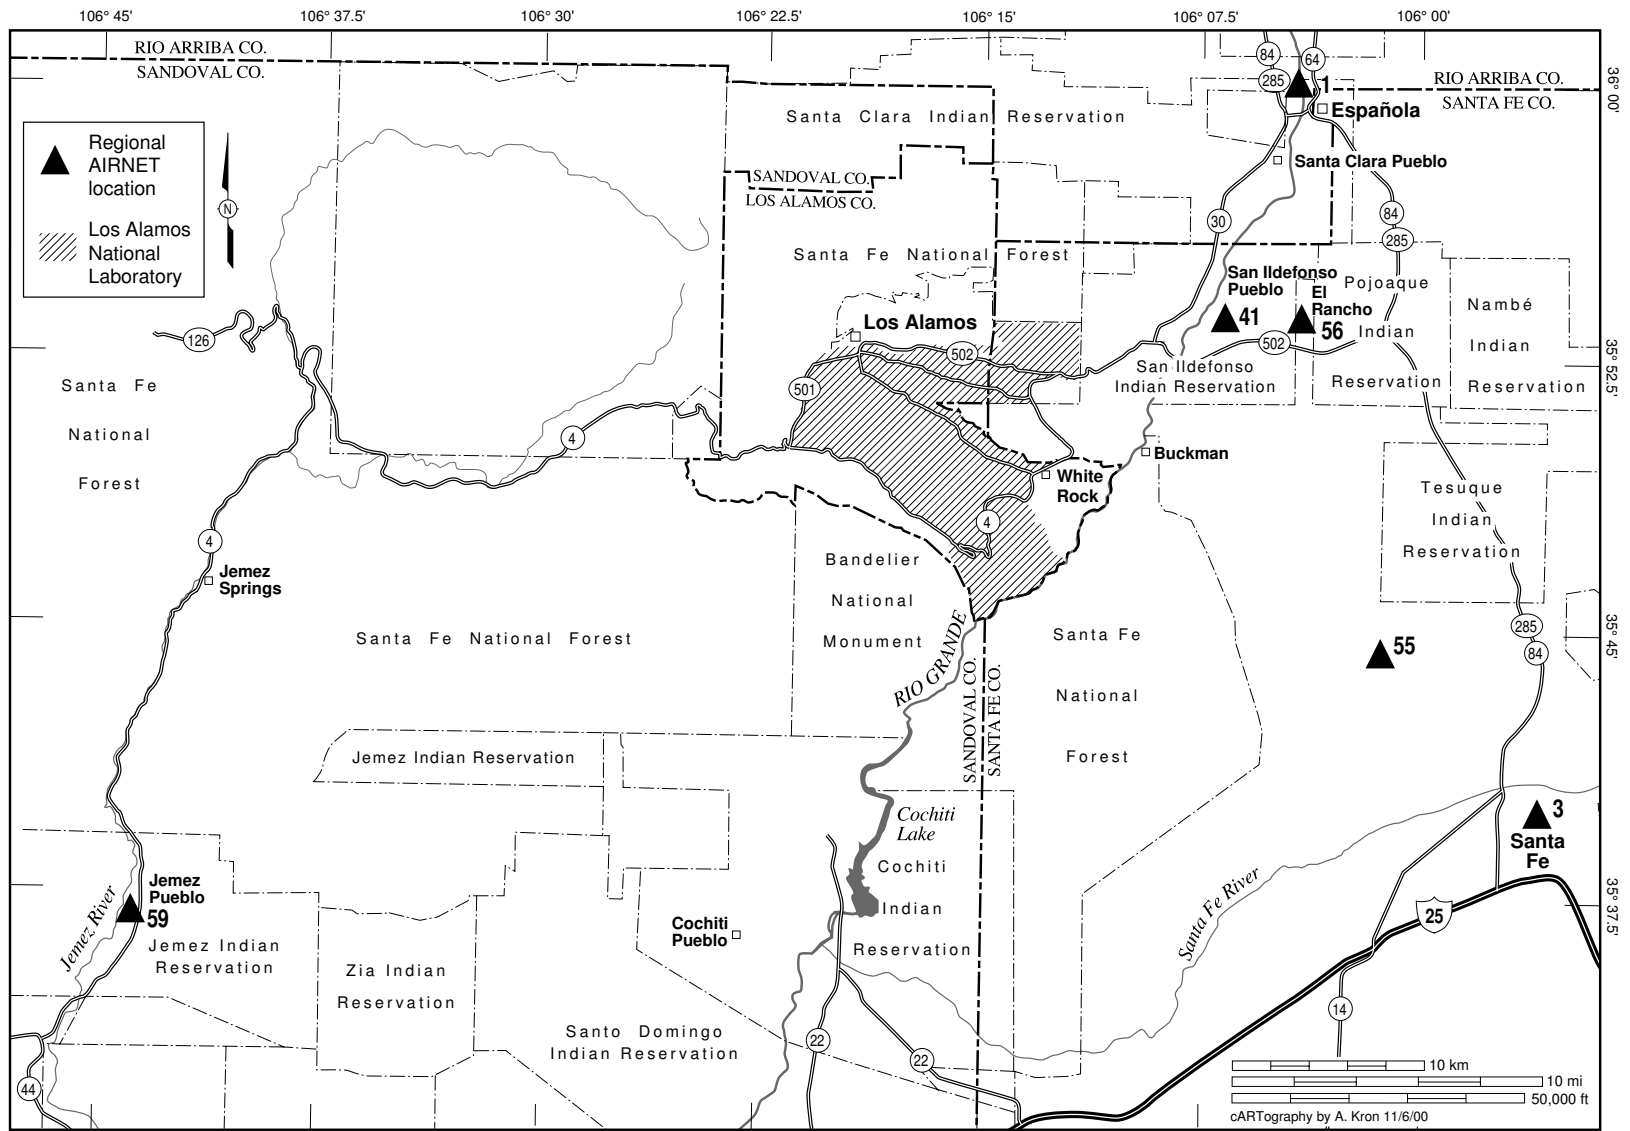 106° 45' 106° 37.5' 106° 30' 106° 22.5' 106° 15' 106° 07.5' 106° 00'
RIO ARRIBA CO.
SANDOVAL CO.
84
64
285
1
RIO ARRIBA CO.
SANTA FE CO.
36° 00'
Española
Santa Clara Indian Reservation
Regional
AIRNET
location
Los Alamos
National
Laboratory
N
Santa Clara Pueblo
SANDOVAL CO.
LOS ALAMOS CO.
30
84
285
Santa Fe National Forest
San Ildefonso
Pueblo
41
El
Rancho
56
Pojoaque
Indian
Reservation
Nambé
Indian
Reservation
Los Alamos
126
502
502
35° 52.5'
San Ildefonso
Indian Reservation
501
Santa Fe
National
Forest
4
Buckman
White
Rock
Tesuque
Indian
Reservation
4
4
Jemez
Springs
Bandelier
National
Monument
Santa Fe National Forest
RIO GRANDE
SANDOVAL CO.
SANTA FE CO.
Santa Fe
National
Forest
285
84
35° 45'
55
Jemez Indian Reservation
Cochiti
Lake
3
Santa
Fe
Cochiti
Indian
Reservation
Jemez
Pueblo
59
Jemez River
Jemez Indian
Reservation
Cochiti
Pueblo
Santa Fe River
25
35° 37.5'
Zia Indian
Reservation
Santo Domingo
Indian Reservation
14
22
22
44
10 km
10 mi
50,000 ft
cARTography by A. Kron 11/6/00